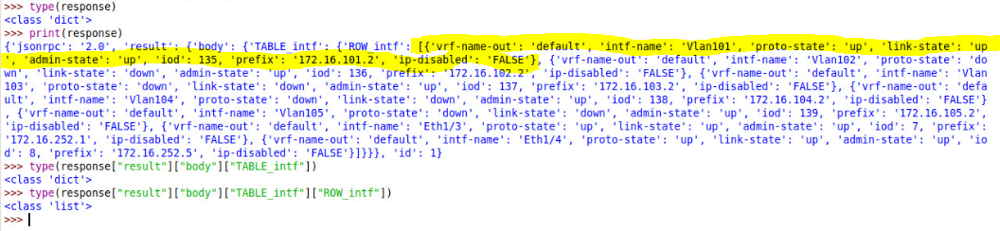 >>> type(response)
<class 'dict'>
>>> print(response)
{'jsonrpc': '2.0', 'result': {'body': {'TABLE_intf': {'ROW_intf': [{'vrf-name-out': 'default', 'intf-name': 'Vlan101', 'proto-state': 'up', 'link-state': 'up
', 'admin-state': 'up', 'iod': 135, 'prefix': '172.16.101.2', 'ip-disabled': 'FALSE'}, {'vrf-name-out': 'default', 'intf-name': 'Vlan102', 'proto-state': 'do
wn', 'link-state': 'down', 'admin-state': 'up', 'iod': 136, 'prefix': '172.16.102.2', 'ip-disabled': 'FALSE'}, {'vrf-name-out': 'default', 'intf-name': 'Vlan
103', 'proto-state': 'down', 'link-state': 'down', 'admin-state': 'up', 'iod': 137, 'prefix': '172.16.103.2', 'ip-disabled': 'FALSE'}, {'vrf-name-out': 'defa
ult', 'intf-name': 'Vlan104', 'proto-state': 'down', 'link-state': 'down', 'admin-state': 'up', 'iod': 138, 'prefix': '172.16.104.2', 'ip-disabled': 'FALSE'}
, {'vrf-name-out': 'default', 'intf-name': 'Vlan105', 'proto-state': 'down', 'link-state': 'down', 'admin-state': 'up', 'iod': 139, 'prefix': '172.16.105.2',
'ip-disabled': 'FALSE'}, {'vrf-name-out': 'default', 'intf-name': 'Eth1/3', 'proto-state': 'up', 'link-state': 'up', 'admin-state': 'up', 'iod': 7, 'prefix':
'172.16.252.1', 'ip-disabled': 'FALSE'}, {'vrf-name-out': 'default', 'intf-name': 'Eth1/4', 'proto-state': 'up', 'link-state': 'up', 'admin-state': 'up', 'io
d': 8, 'prefix': '172.16.252.5', 'ip-disabled': 'FALSE'}]}}}, 'id': 1}
>>> type(response["result"]["body"]["TABLE_intf"])
<class 'dict'>
>>> type(response["result"]["body"]["TABLE_intf"]["ROW_intf"])
<class 'list'>
>>>